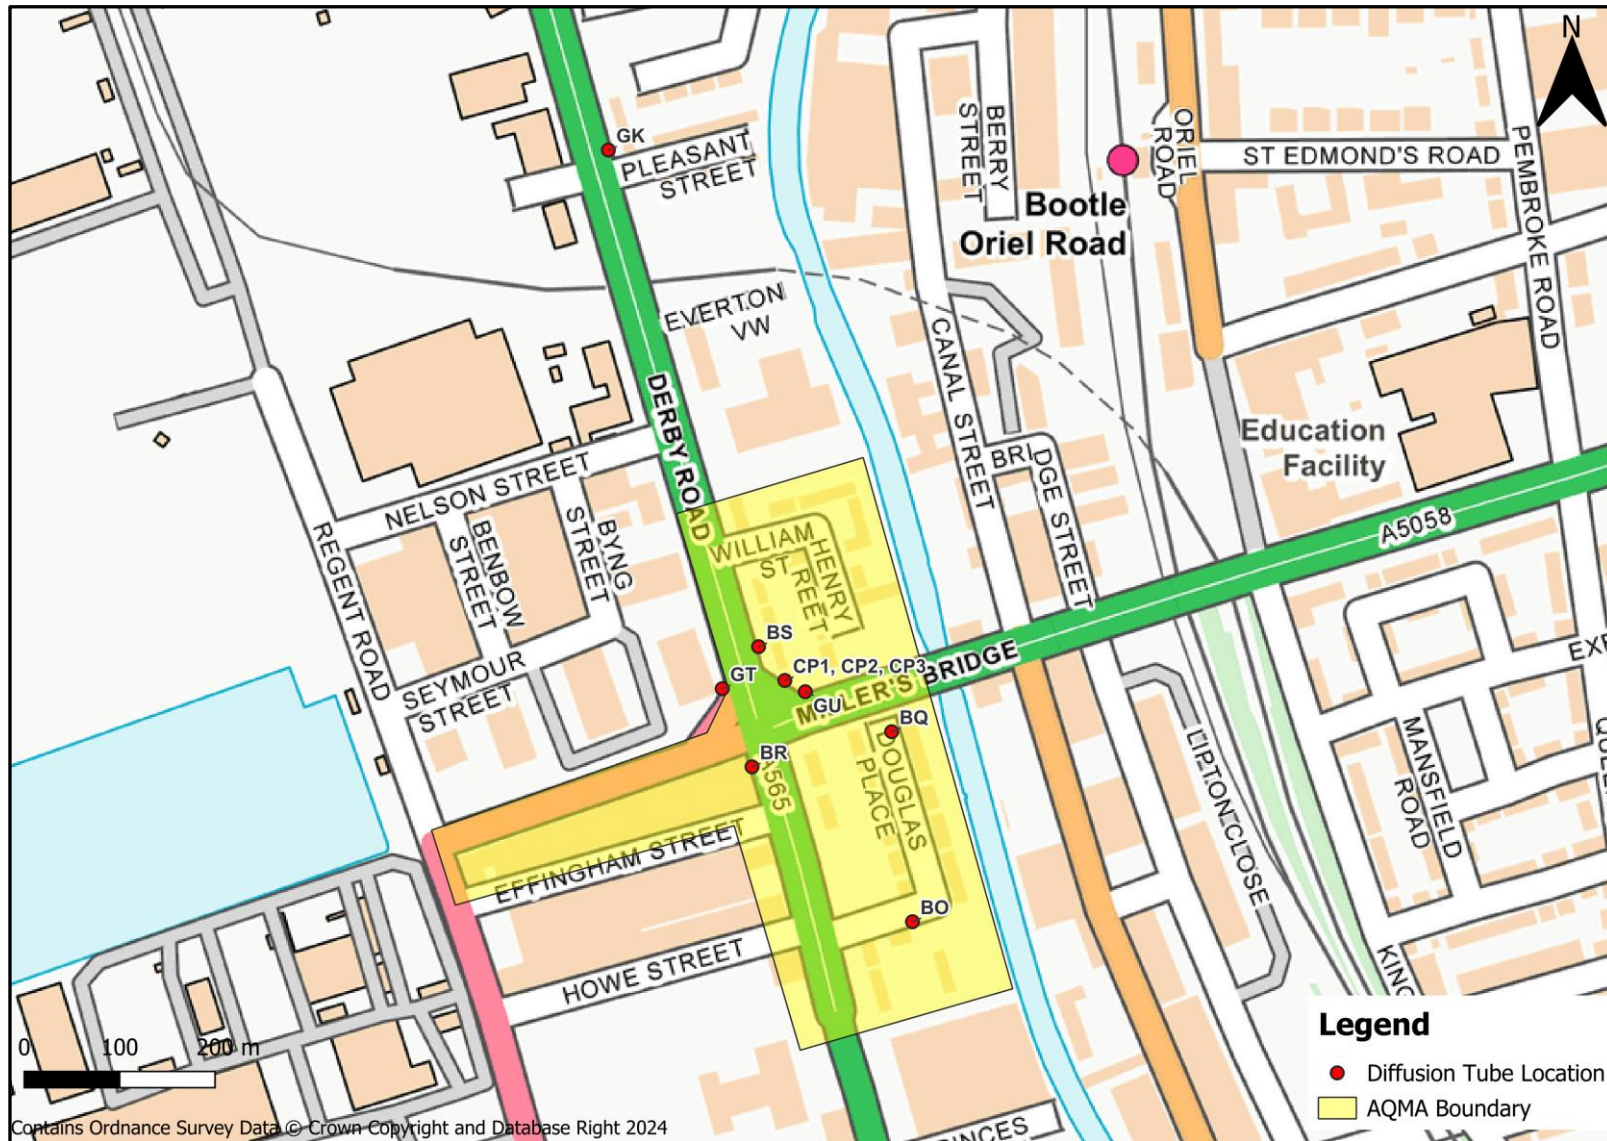 N
GK
PLEASANT
STREET
BERRY
STREET
ORIEL
ROAD
ST EDMOND'S ROAD
PEMBROKE ROAD
Bootle
Oriel Road
EVERTON
VW
DERBY ROAD
CANAL STREET
BRIDGE STREET
Education
Facility
A5058
NELSON STREET
BENBOW
STREET
BYNG
STREET
REGENT ROAD
SEYMOUR
STREET
WILLIAM HENRY
STREET
BS
CP1, CP2, CP3
GT
GU
MILLER'S BRIDGE
BQ
BR
A565
DOUGLAS
PLACE
LIPTON CLOSE
MANSFIELD
ROAD
EFFINGHAM STREET
BO
HOWE STREET
0 100 200 m
Legend
Diffusion Tube Location
AQMA Boundary
Contains Ordnance Survey Data © Crown Copyright and Database Right 2024